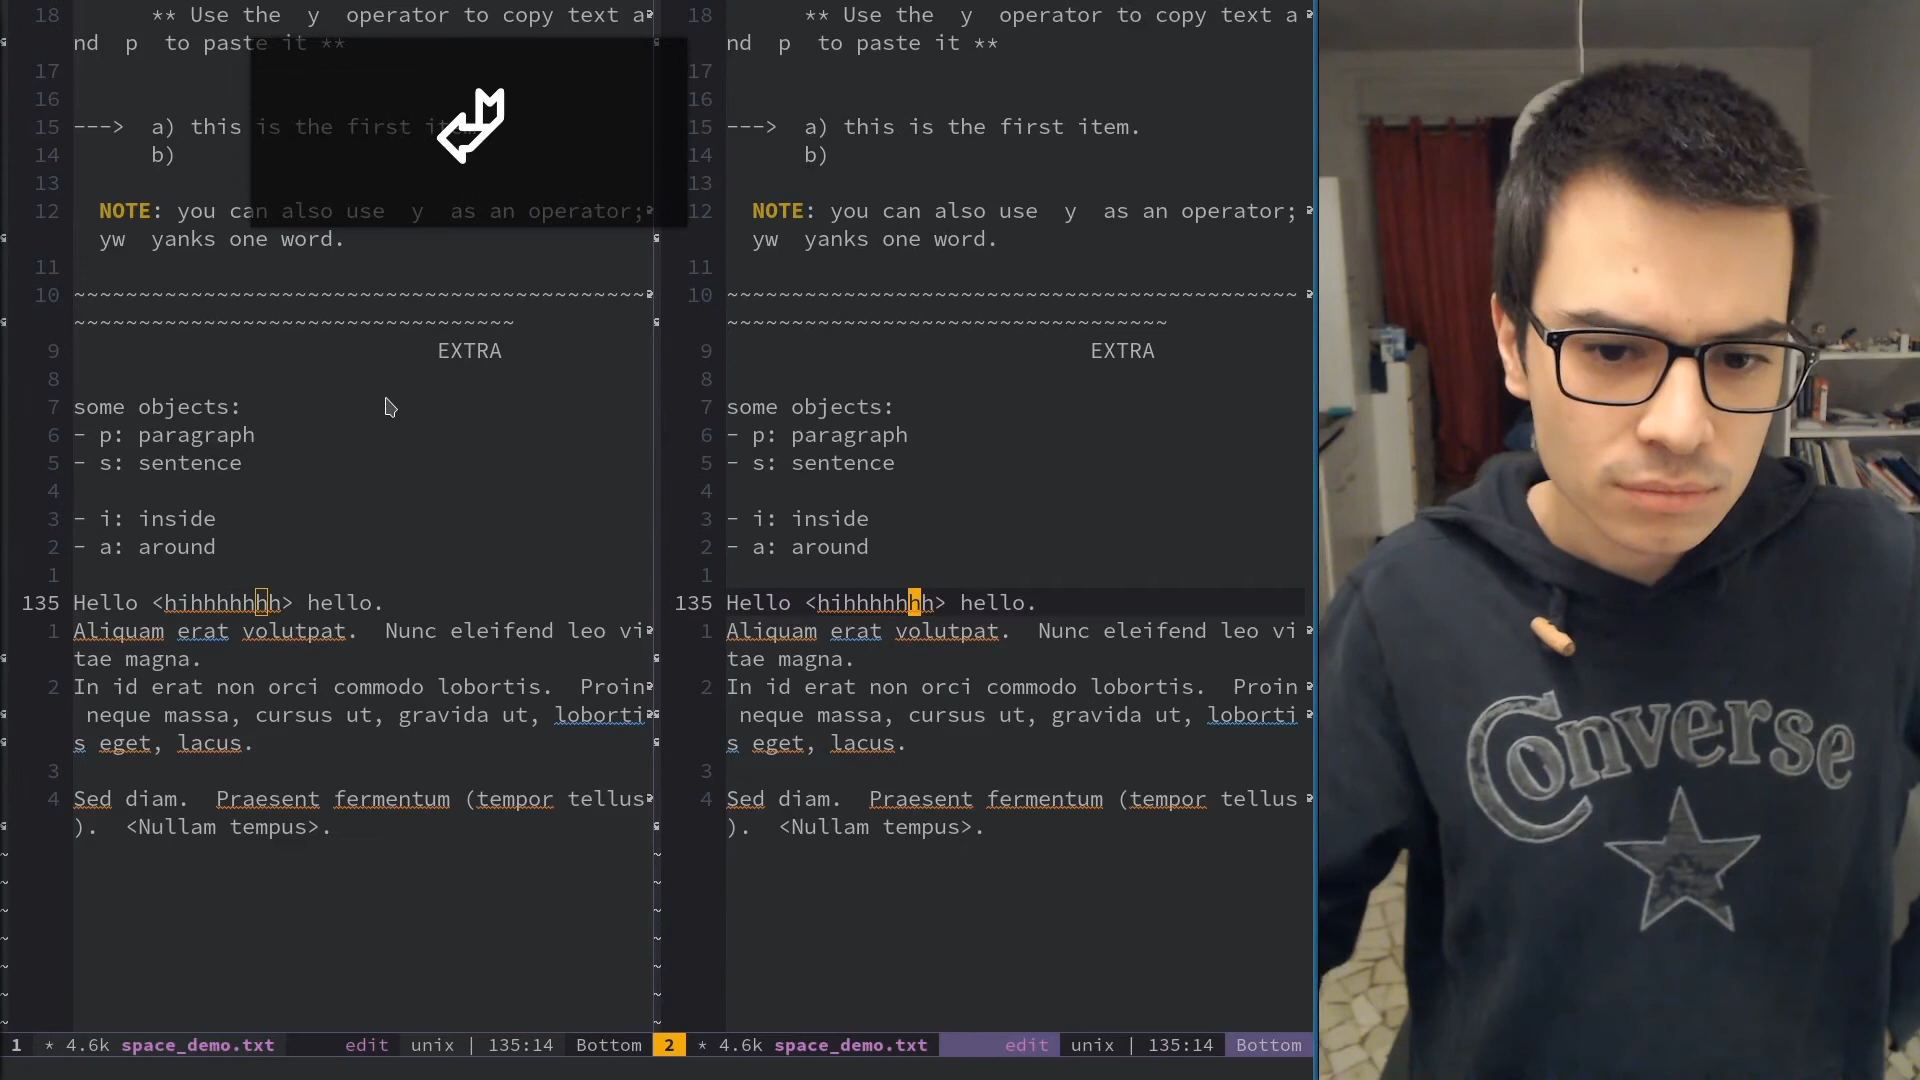 18 ** Use the y operator to copy text a
nd p to paste it **
17
16
15 ---> a) this is the first it
14 b)
13
12 NOTE: you can also use y as an operator;
yw yanks one word.
11
10 ~~~~~~~~~~~~~~~~~~~~~~~~~~~~~~~~~~~~~~~~~~~~
~~~~~~~~~~~~~~~~~~~~~~~~~~~~~~~~~~
9 EXTRA
8
7 some objects:
6 - p: paragraph
5 - s: sentence
4
3 - i: inside
2 - a: around
1
135 Hello <hihhhhhhh> hello.
1 Aliquam erat volutpat. Nunc eleifend leo vi
tae magna.
2 In id erat non orci commodo lobortis. Proin
neque massa, cursus ut, gravida ut, loborti
s eget, lacus.
3
4 Sed diam. Praesent fermentum (tempor tellus
). <Nullam tempus>.
1 * 4.6k space_demo.txt edit unix | 135:14 Bottom
18 ** Use the y operator to copy text a
nd p to paste it **
17
16
15 ---> a) this is the first item.
14 b)
13
12 NOTE: you can also use y as an operator;
yw yanks one word.
11
10 ~~~~~~~~~~~~~~~~~~~~~~~~~~~~~~~~~~~~~~~~~~~~
~~~~~~~~~~~~~~~~~~~~~~~~~~~~~~~~~~
9 EXTRA
8
7 some objects:
6 - p: paragraph
5 - s: sentence
4
3 - i: inside
2 - a: around
1
135 Hello <hihhhhhhh> hello.
1 Aliquam erat volutpat. Nunc eleifend leo vi
tae magna.
2 In id erat non orci commodo lobortis. Proin
neque massa, cursus ut, gravida ut, loborti
s eget, lacus.
3
4 Sed diam. Praesent fermentum (tempor tellus
). <Nullam tempus>.
2 * 4.6k space_demo.txt edit unix | 135:14 Bottom
Converse